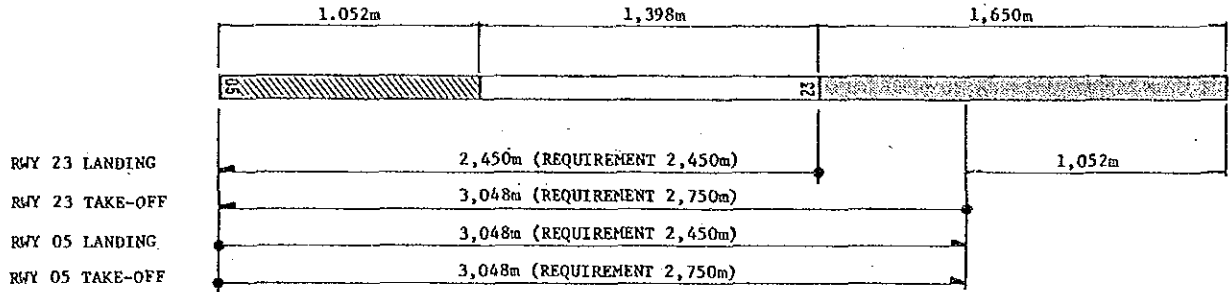 1.052m 1,398m 1,650m
05 23
RWY 23 LANDING 2,450m (REQUIREMENT 2,450m) 1,052m
RWY 23 TAKE-OFF 3,048m (REQUIREMENT 2,750m)
RWY 05 LANDING 3,048m (REQUIREMENT 2,450m)
RWY 05 TAKE-OFF 3,048m (REQUIREMENT 2,750m)